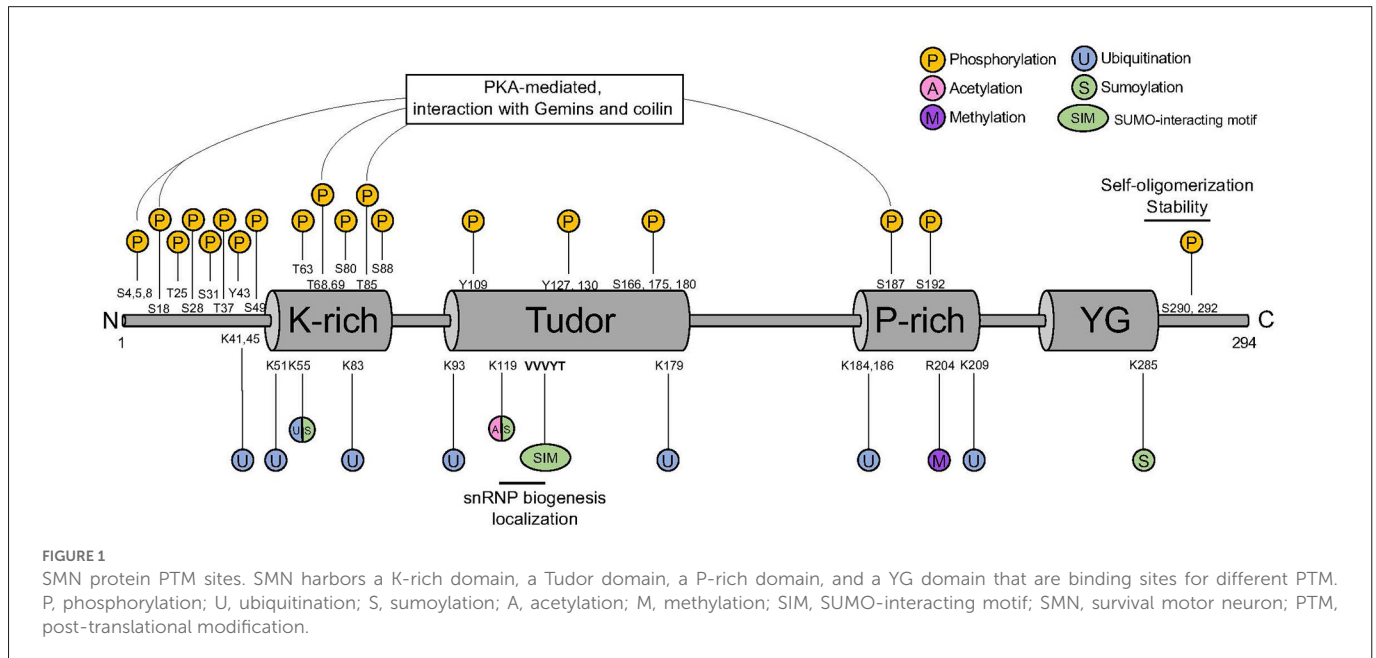 P Phosphorylation
U Ubiquitination
A Acetylation
S Sumoylation
M Methylation
SIM SUMO-interacting motif
PKA-mediated,
interaction with Gemins and coilin
Self-oligomerization
Stability
P P P P P P P P
P P P P P
P P P
P P
P
S4,5,8 S18 T25 S28 S31 T37 Y43 S49
T63 T68,69 S80 T85 S88
Y109 Y127, 130 S166, 175, 180
S187 S192
S290, 292
N K-rich Tudor P-rich YG C
1 294
K41,45 K51 K55 K83 K93 K119 VVVYT K179 K184,186 R204 K209 K285
U S A S
U U U U SIM U U M U S
snRNP biogenesis
localization
FIGURE 1
SMN protein PTM sites. SMN harbors a K-rich domain, a Tudor domain, a P-rich domain, and a YG domain that are binding sites for different PTM.
P, phosphorylation; U, ubiquitination; S, sumoylation; A, acetylation; M, methylation; SIM, SUMO-interacting motif; SMN, survival motor neuron; PTM,
post-translational modification.